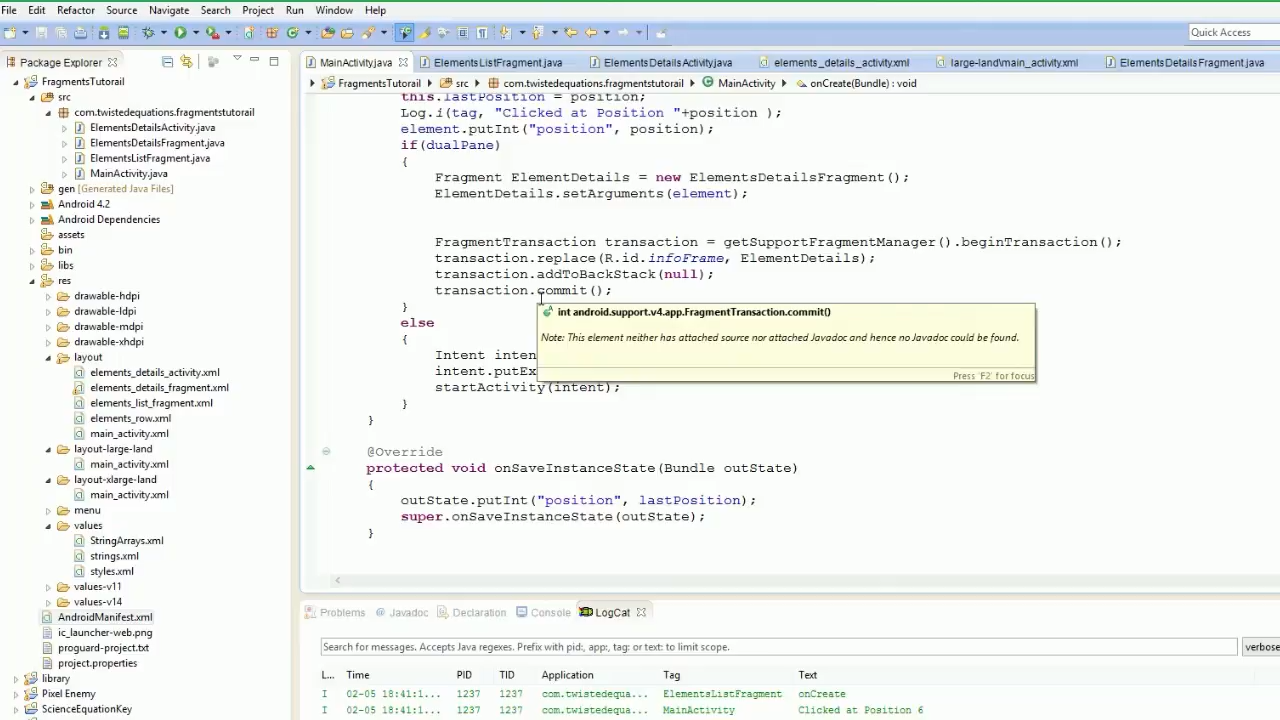 File Edit Refactor Source Navigate Search Project Run Window Help
Quick Access
Package Explorer
FragmentsTutorail
src
com.twistedequations.fragmentstutorail
ElementsDetailsActivity.java
ElementsDetailsFragment.java
ElementsListFragment.java
MainActivity.java
gen [Generated Java Files]
Android 4.2
Android Dependencies
assets
bin
libs
res
drawable-hdpi
drawable-ldpi
drawable-mdpi
drawable-xhdpi
layout
elements_details_activity.xml
elements_details_fragment.xml
elements_list_fragment.xml
elements_row.xml
main_activity.xml
layout-large-land
main_activity.xml
layout-xlarge-land
main_activity.xml
menu
values
StringArrays.xml
strings.xml
styles.xml
values-v11
values-v14
AndroidManifest.xml
ic_launcher-web.png
proguard-project.txt
project.properties
library
Pixel Enemy
ScienceEquationKey
MainActivity.java ElementsListFragment.java ElementsDetailsActivity.java elements_details_activity.xml large-land\main_activity.xml ElementsDetailsFragment.java
FragmentsTutorail src com.twistedequations.fragmentstutorail MainActivity onCreate(Bundle) : void
this.lastPosition = position;
Log.i(tag, "Clicked at Position "+position );
element.putInt("position", position);
if(dualPane)
{
Fragment ElementDetails = new ElementsDetailsFragment();
ElementDetails.setArguments(element);
FragmentTransaction transaction = getSupportFragmentManager().beginTransaction();
transaction.replace(R.id.infoFrame, ElementDetails);
transaction.addToBackStack(null);
transaction.commit();
}
else
{
Intent inten
intent.putEx
startActivity(intent);
}
}
int android.support.v4.app.FragmentTransaction.commit()
Note: This element neither has attached source nor attached Javadoc and hence no Javadoc could be found.
Press 'F2' for focus
@Override
protected void onSaveInstanceState(Bundle outState)
{
outState.putInt("position", lastPosition);
super.onSaveInstanceState(outState);
}
Problems Javadoc Declaration Console LogCat
Search for messages. Accepts Java regexes. Prefix with pid:, app:, tag: or text: to limit scope.
verbose
L... Time PID TID Application Tag Text
I 02-05 18:41:1... 1237 1237 com.twistedequa... ElementsListFragment onCreate
I 02-05 18:41:1... 1237 1237 com.twistedequa... MainActivity Clicked at Position 6